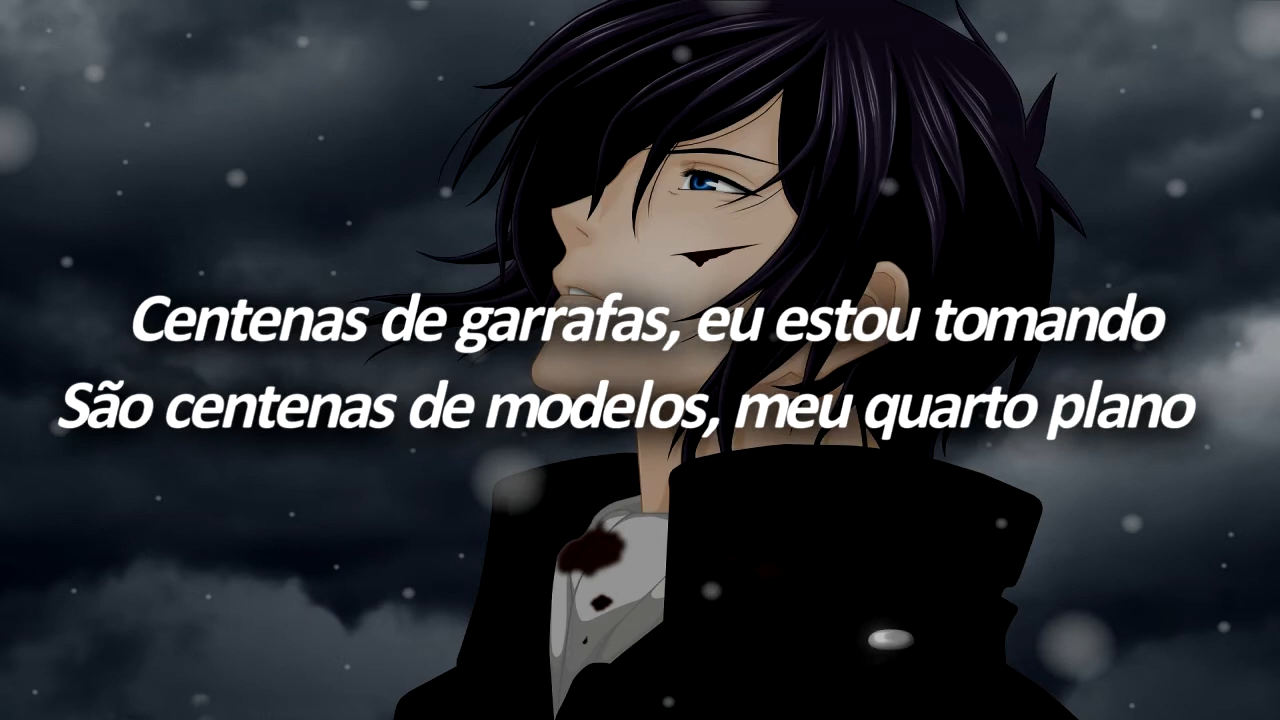 Centenas de garrafas, eu estou tomando
São centenas de modelos, meu quarto plano